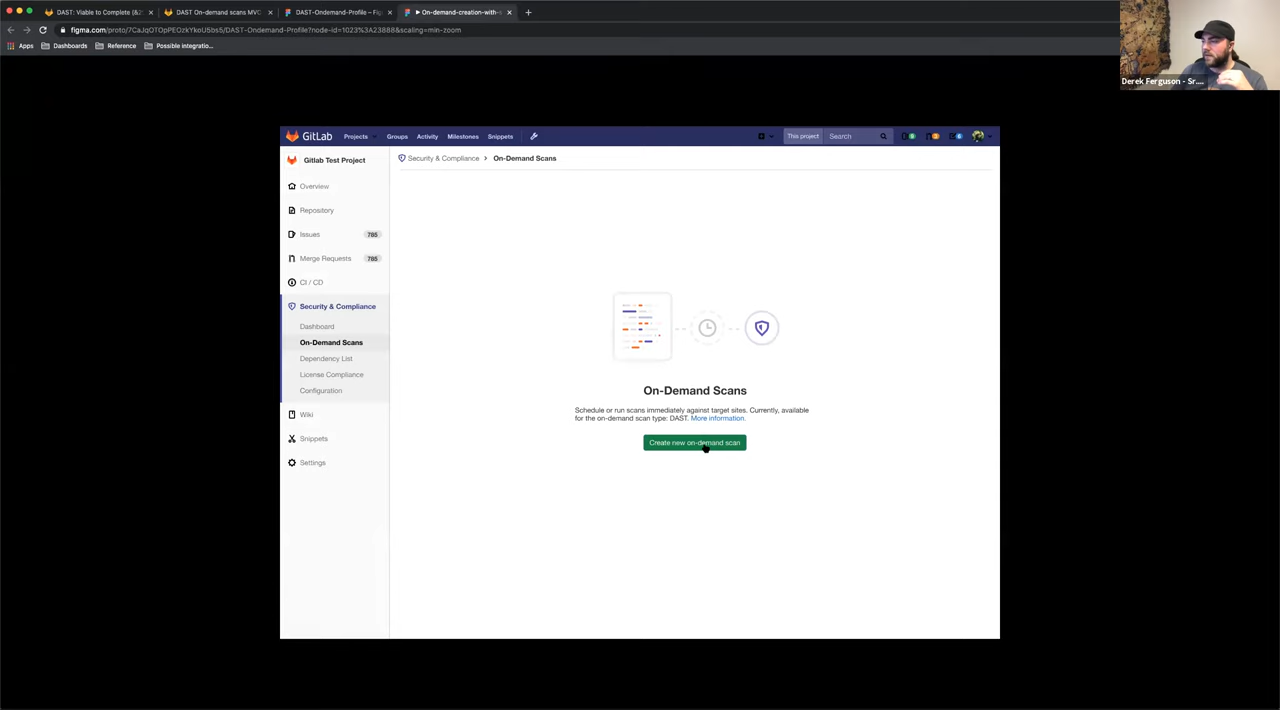 DAST: Viable to Complete (&2
DAST On-demand scans MVC
DAST-Ondemand-Profile – Fig
On-demand-creation-with-s
figma.com/proto/7CaJqOTOpPEOzkYkoU5bs5/DAST-Ondemand-Profile?node-id=1023%3A23888&scaling=min-zoom
Apps
Dashboards
Reference
Possible integratio...
Derek Ferguson - Sr....
GitLab
Projects
Groups
Activity
Milestones
Snippets
This project
Search
Gitlab Test Project
Security & Compliance
On-Demand Scans
Overview
Repository
Issues
785
Merge Requests
785
CI / CD
Security & Compliance
Dashboard
On-Demand Scans
Dependency List
License Compliance
Configuration
Wiki
Snippets
Settings
On-Demand Scans
Schedule or run scans immediately against target sites. Currently, available
for the on-demand scan type: DAST. More information.
Create new on-demand scan